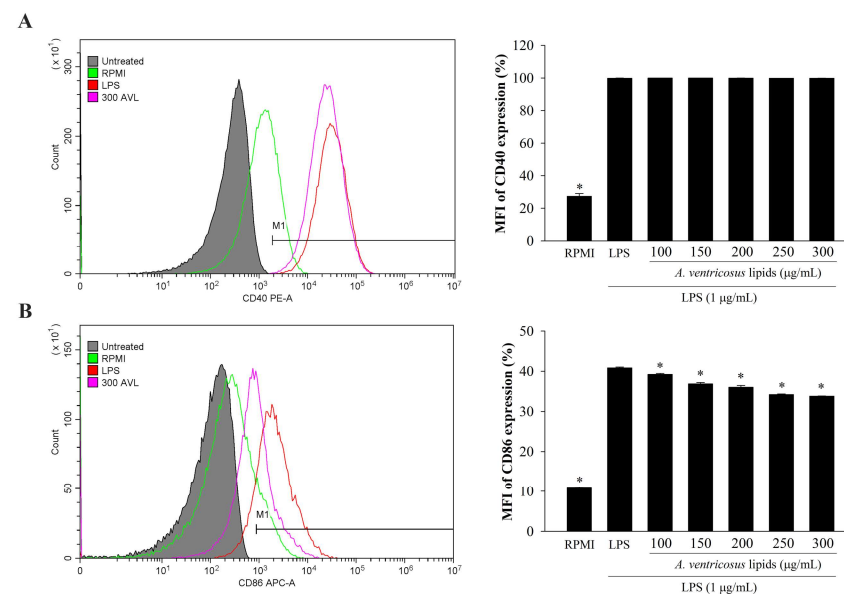 A
(× 10¹)
300
200
100
0
Count
Untreated
RPMI
LPS
300 AVL
M1
0 10² 10³ 10⁴ 10⁵ 10⁶ 10⁷
CD40 PE-A
MFI of CD40 expression (%)
120
100
80
60
40
20
0
*
RPMI LPS 100 150 200 250 300
A. ventricosus lipids (μg/mL)
LPS (1 μg/mL)
B
(× 10¹)
150
100
50
0
Count
Untreated
RPMI
LPS
300 AVL
M1
0 10² 10³ 10⁴ 10⁵ 10⁶ 10⁷
CD86 APC-A
MFI of CD86 expression (%)
50
40
30
20
10
0
* * * * * *
RPMI LPS 100 150 200 250 300
A. ventricosus lipids (μg/mL)
LPS (1 μg/mL)